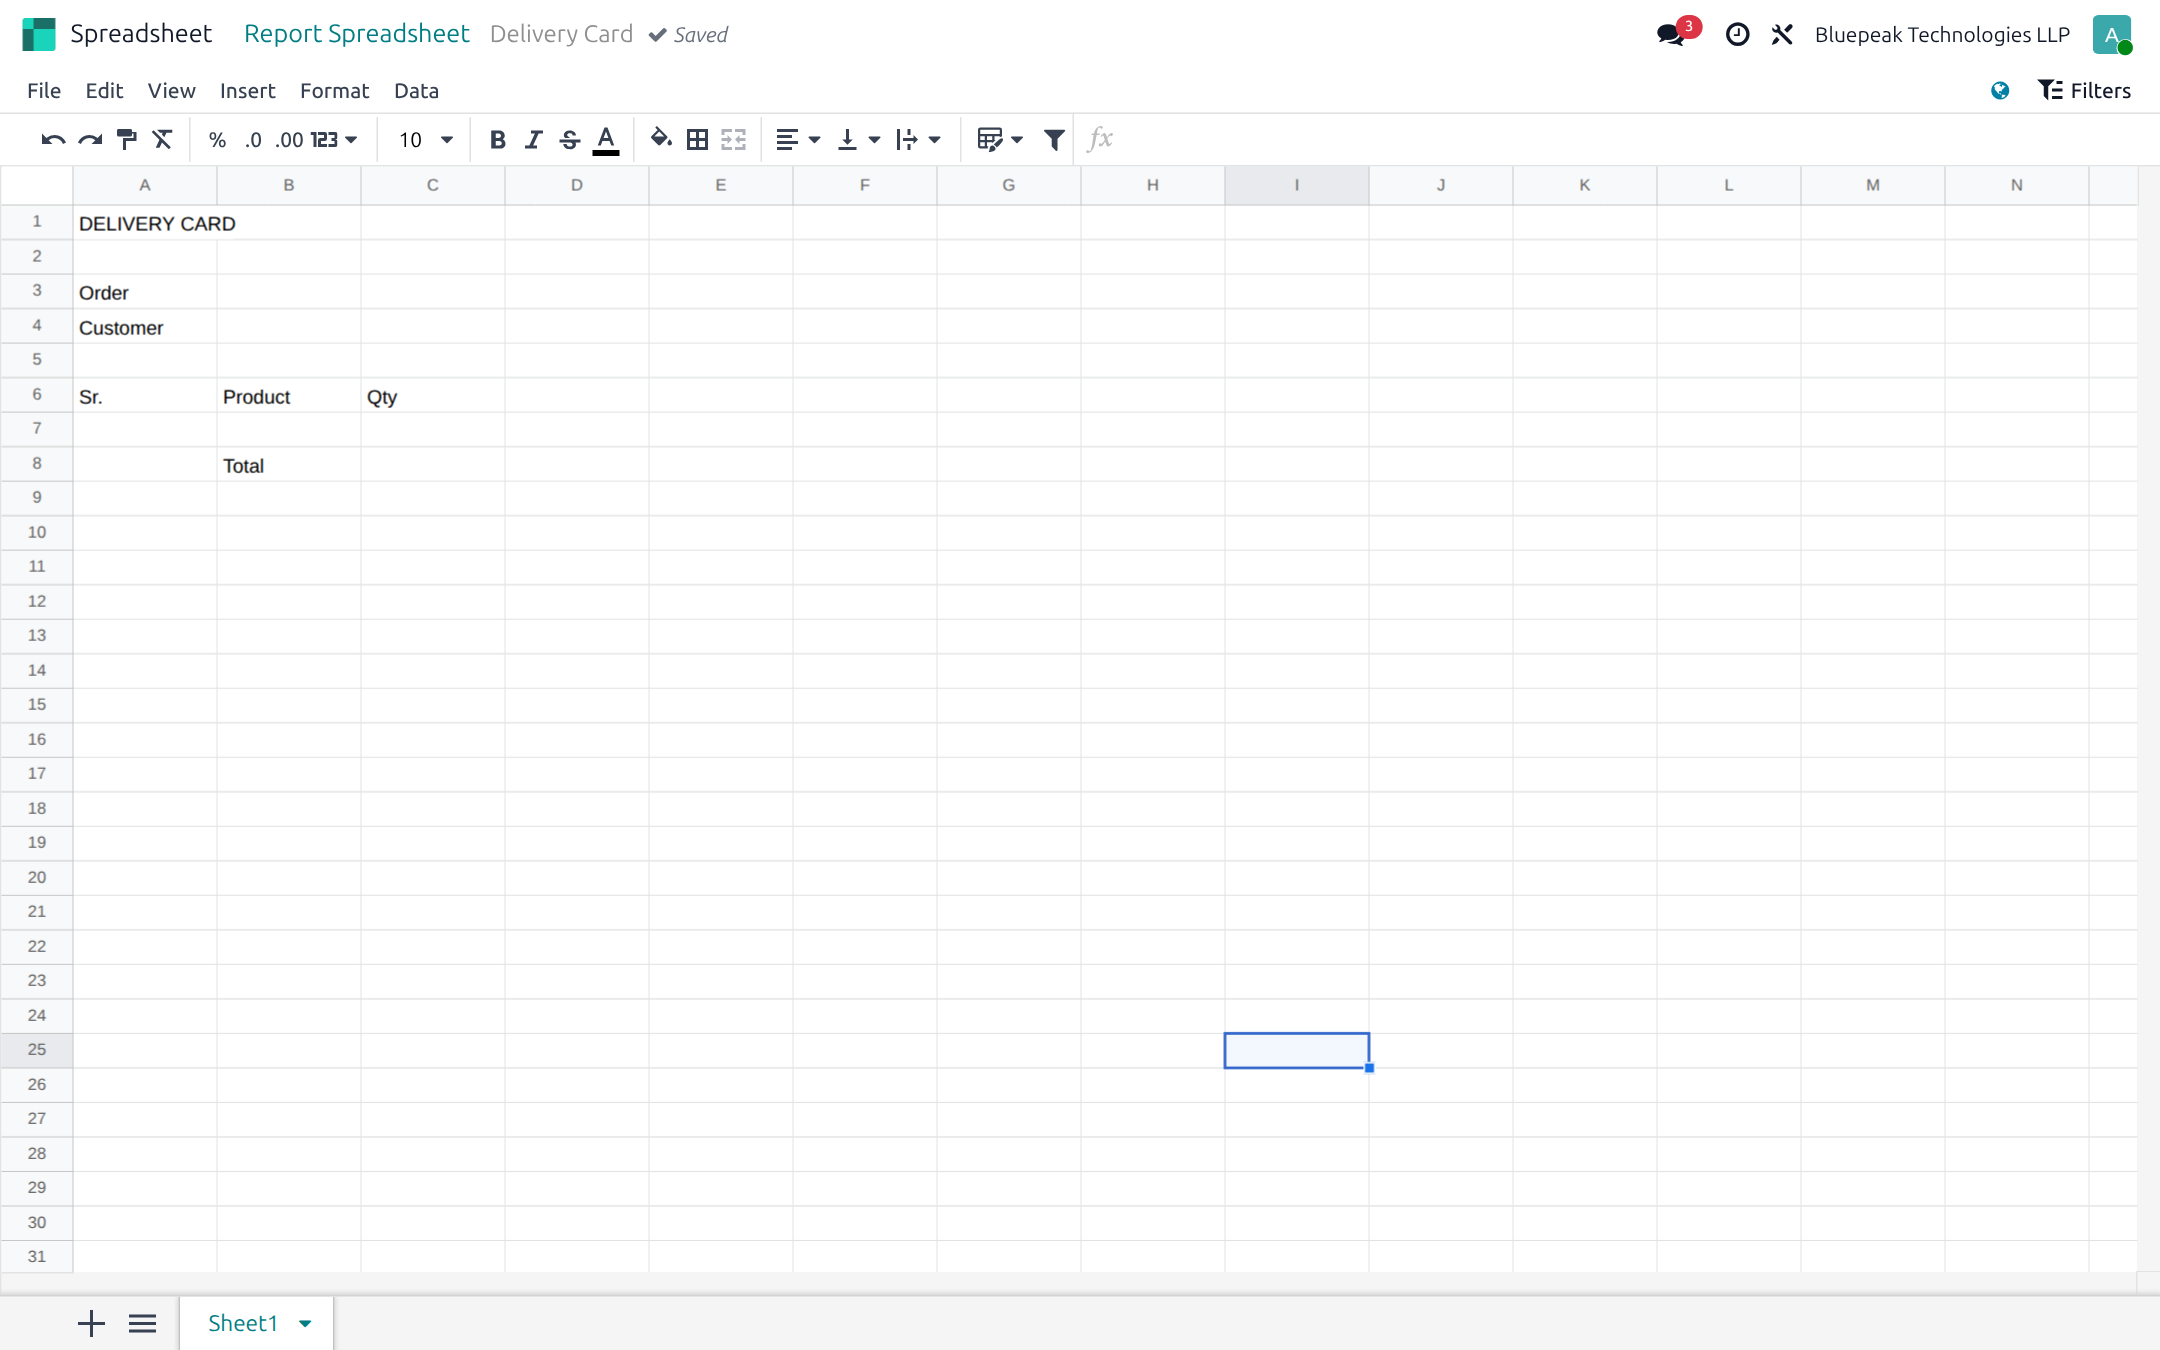 Spreadsheet Report Spreadsheet Delivery Card Saved 3 Bluepeak Technologies LLP A
File Edit View Insert Format Data Filters
% .0 .00 123 10 B I S A fx
A B C D E F G H I J K L M N
1 DELIVERY CARD
2
3 Order
4 Customer
5
6 Sr. Product Qty
7
8 Total
9
10
11
12
13
14
15
16
17
18
19
20
21
22
23
24
25
26
27
28
29
30
31
Sheet1